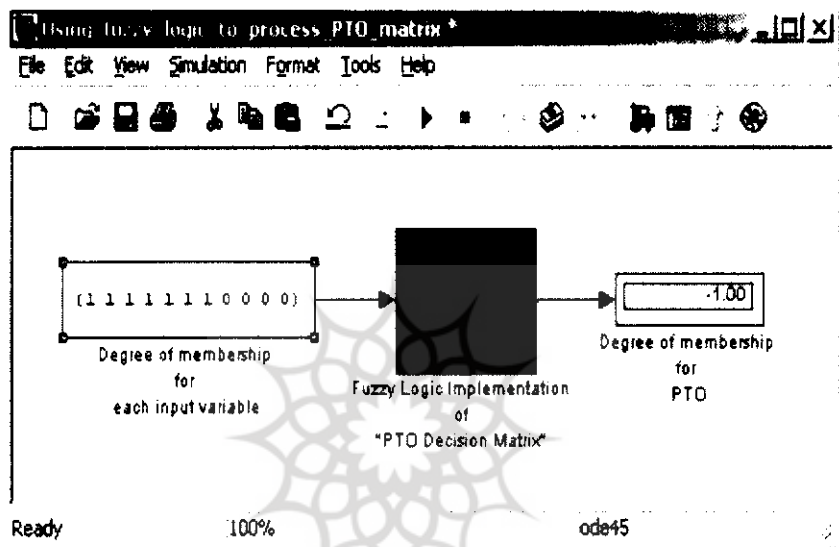 Using fuzzy logic to process_PTO_matrix *
File Edit View Simulation Format Tools Help
(1 1 1 1 1 1 1 0 0 0 0)
-1.00
Degree of membership
for
each input variable
Fuzzy Logic Implementation
of
"PTO Decision Matrix"
Degree of membership
for
PTO
Ready 100% ode45